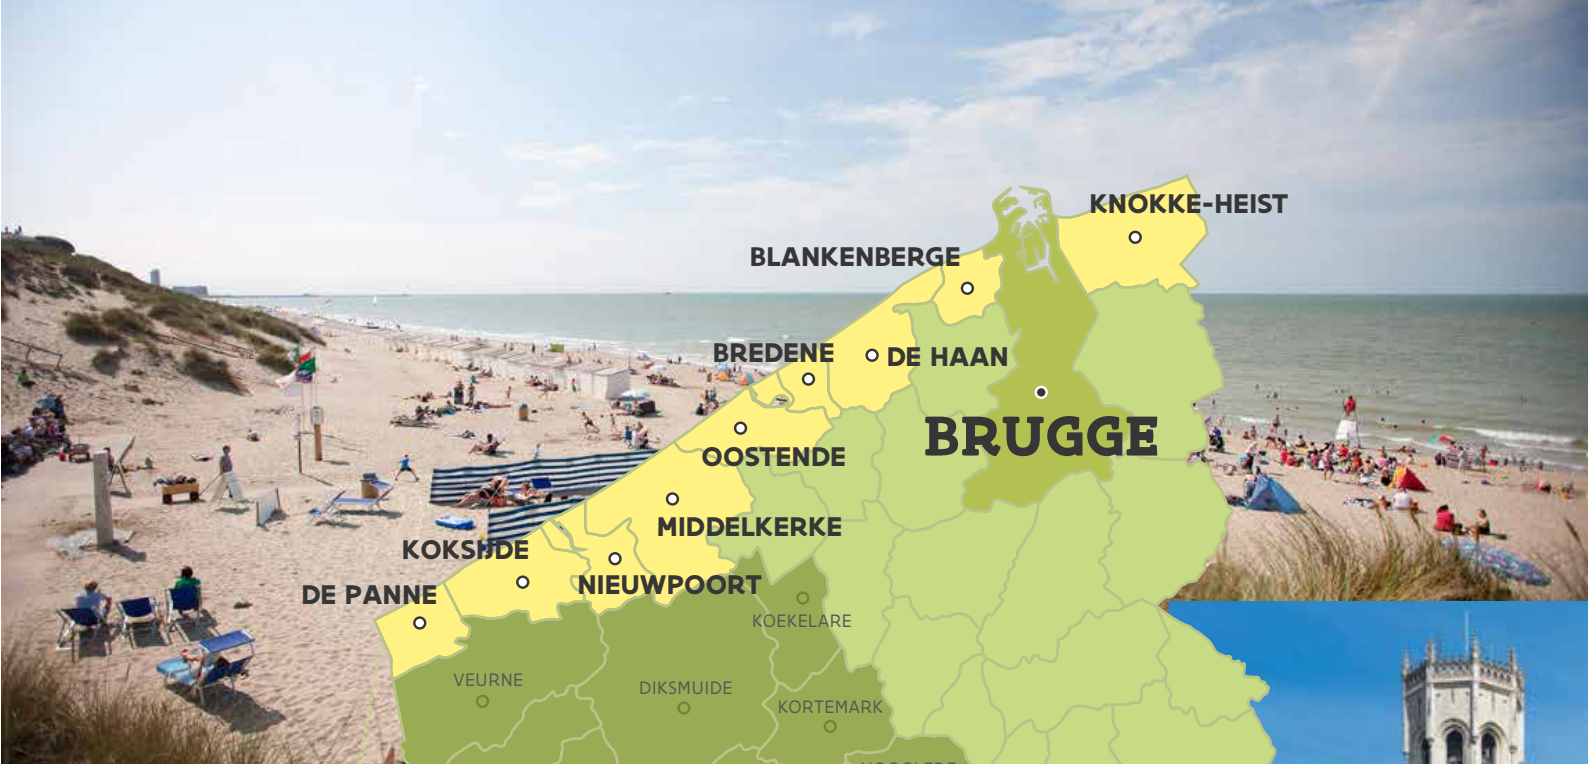 KNOKKE-HEIST
BLANKENBERGE
BREDENE
DE HAAN
BRUGGE
OOSTENDE
MIDDELKERKE
KOKSIJDE
NIEUWPOORT
DE PANNE
KOEKELARE
VEURNE
DIKSMUIDE
KORTEMARK